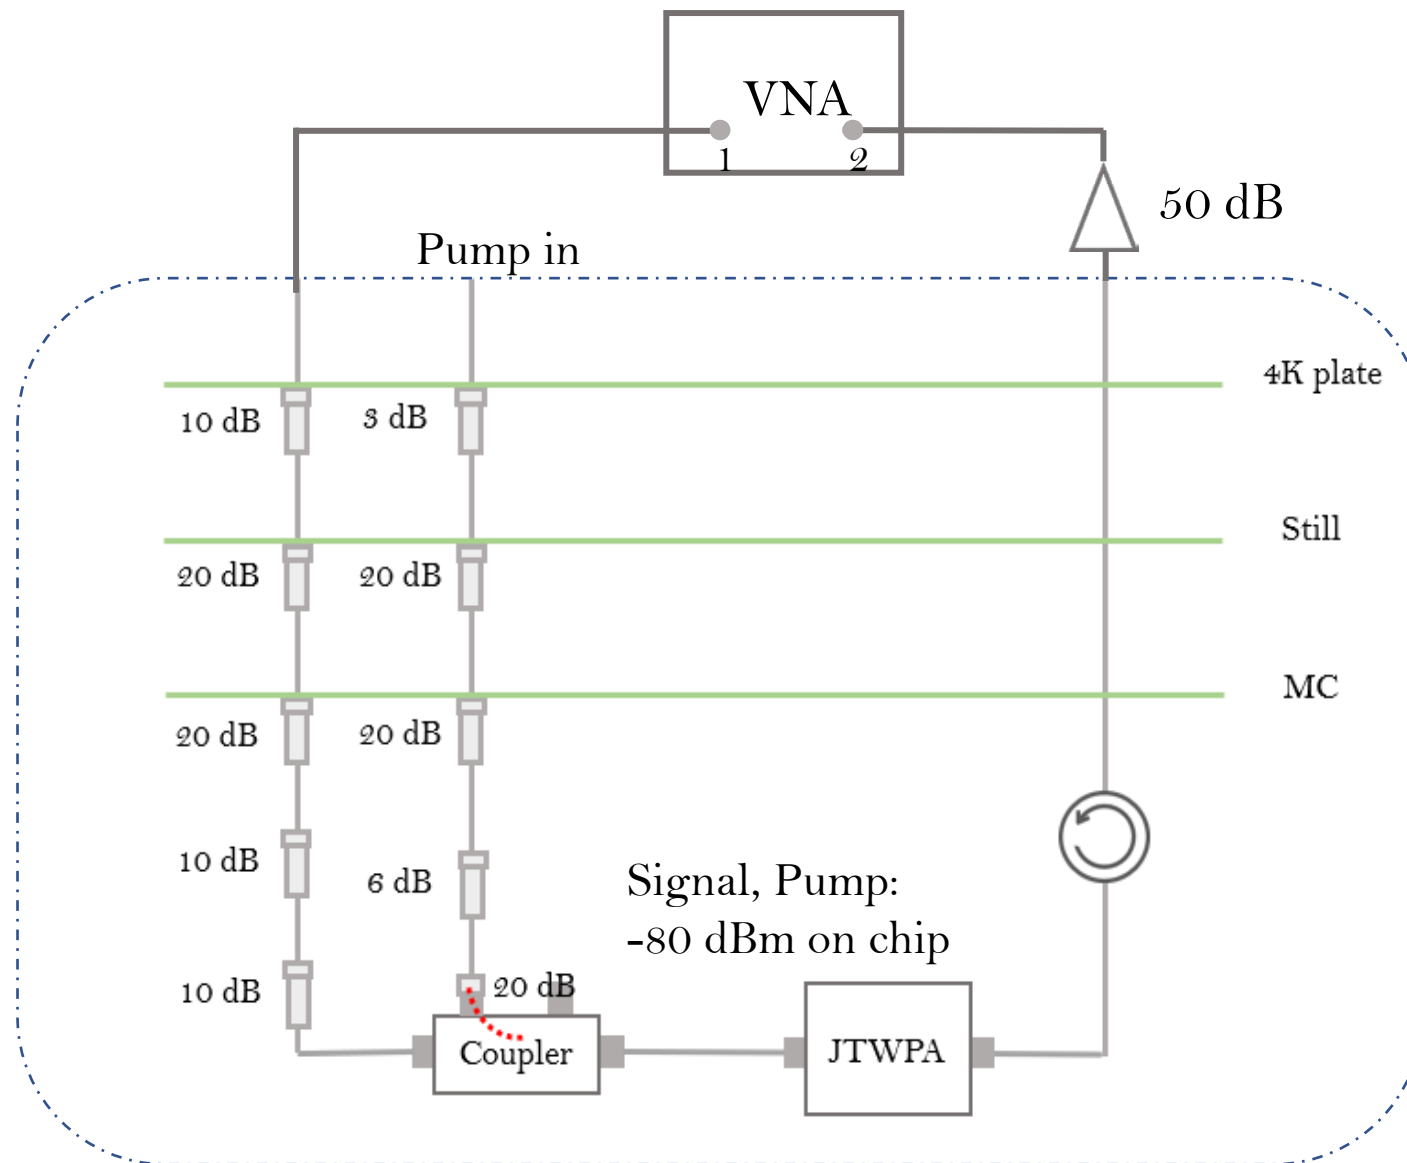 VNA
1
2
50 dB
Pump in
4K plate
10 dB
3 dB
Still
20 dB
20 dB
MC
20 dB
20 dB
10 dB
6 dB
Signal, Pump:
-80 dBm on chip
10 dB
20 dB
Coupler
JTWPA